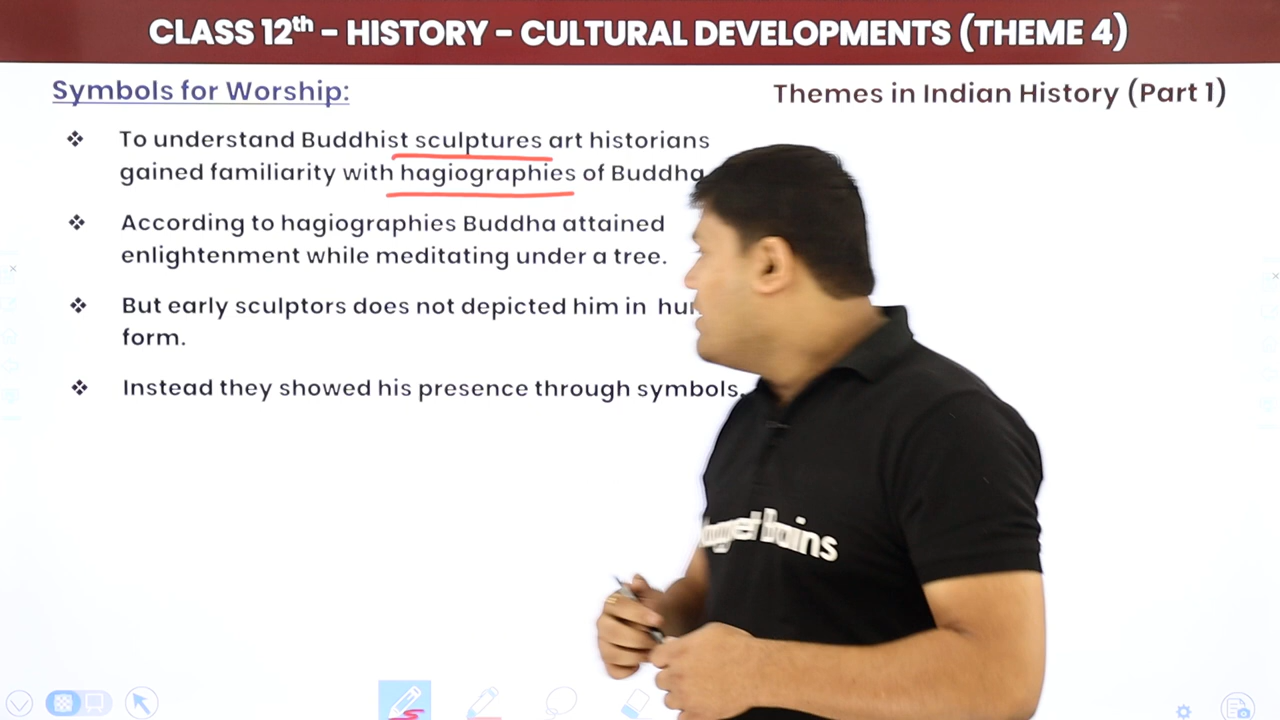 CLASS 12th - HISTORY - CULTURAL DEVELOPMENTS (THEME 4)
Symbols for Worship:
Themes in Indian History (Part 1)
❖ To understand Buddhist sculptures art historians
gained familiarity with hagiographies of Buddha
❖ According to hagiographies Buddha attained
enlightenment while meditating under a tree.
❖ But early sculptors does not depicted him in
form.
❖ Instead they showed his presence through symbols.